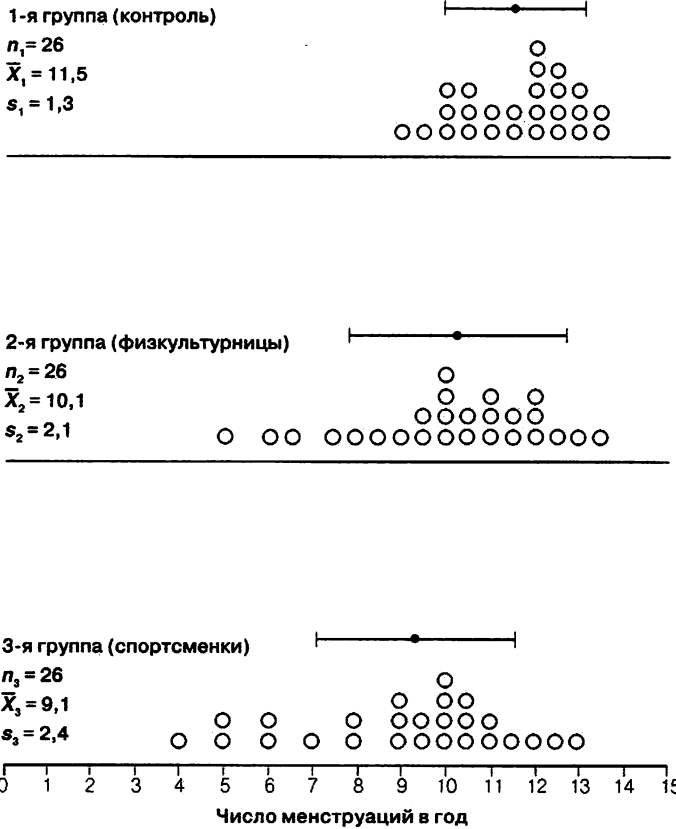 1-я группа (контроль)
n₁= 26
X̅₁ = 11,5
s₁ = 1,3
2-я группа (физкультурницы)
n₂ = 26
X̅₂ = 10,1
s₂ = 2,1
3-я группа (спортсменки)
n₃ = 26
X̅₃ = 9,1
s₃ = 2,4
0 1 2 3 4 5 6 7 8 9 10 11 12 13 14 15
Число менструаций в год